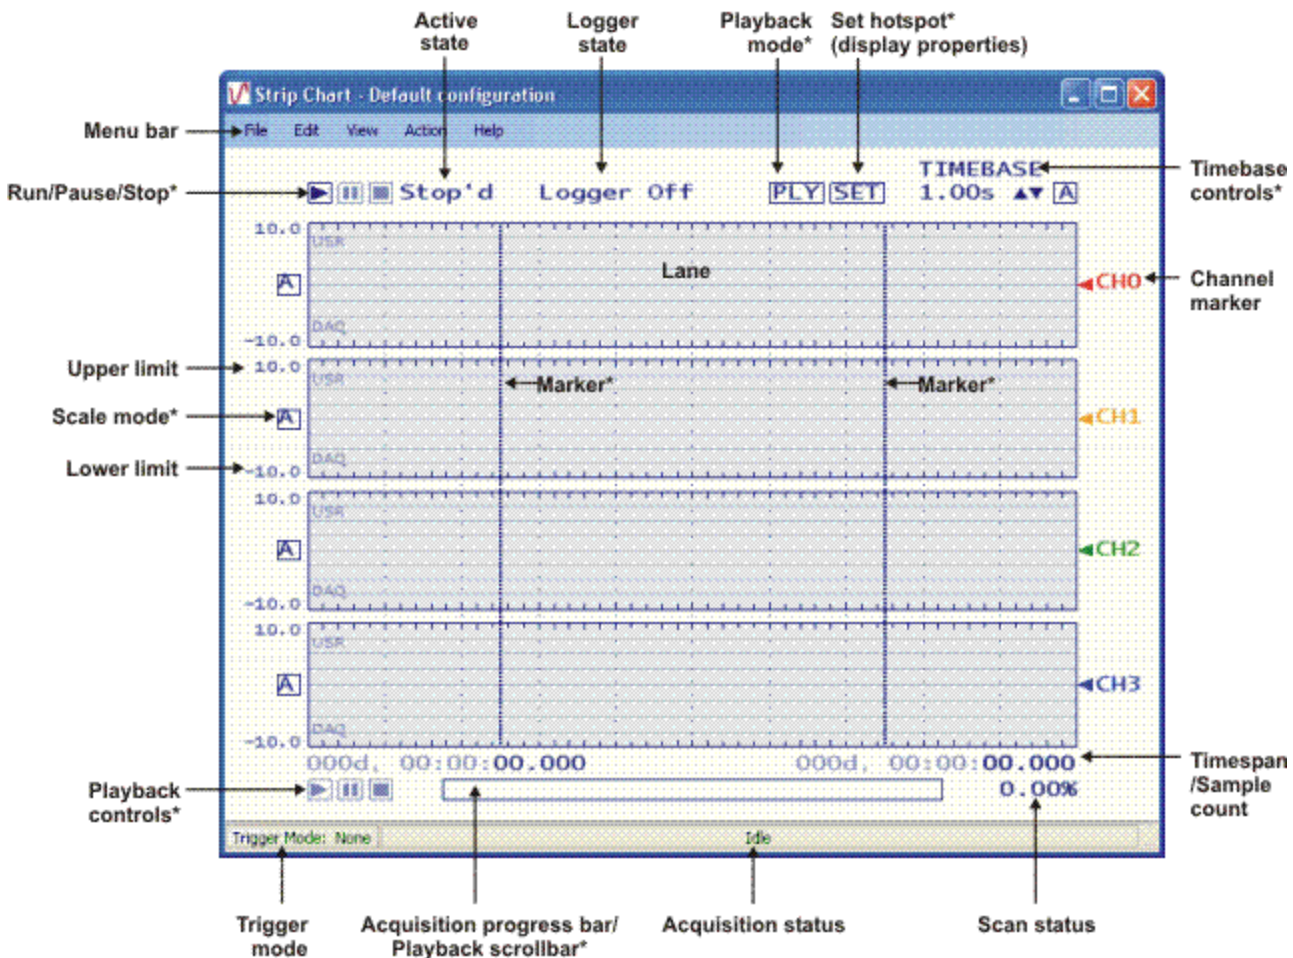 Active state
Logger state
Playback mode*
Set hotspot* (display properties)
Strip Chart - Default configuration
Menu bar
File Edit View Action Help
TIMEBASE
Timebase controls*
Run/Pause/Stop*
Stop'd Logger Off PLY SET 1.00s A
10.0
USR
Lane
A
CH0
Channel marker
DAQ
-10.0
Upper limit
10.0
USR
Marker* Marker*
Scale mode*
A
CH1
DAQ
Lower limit
-10.0
10.0
USR
A
CH2
DAQ
-10.0
10.0
USR
A
CH3
DAQ
-10.0
000d, 00:00:00.000 000d, 00:00:00.000
Timespan /Sample count
Playback controls*
0.00%
Trigger Mode: None Idle
Trigger mode
Acquisition progress bar/ Playback scrollbar*
Acquisition status
Scan status